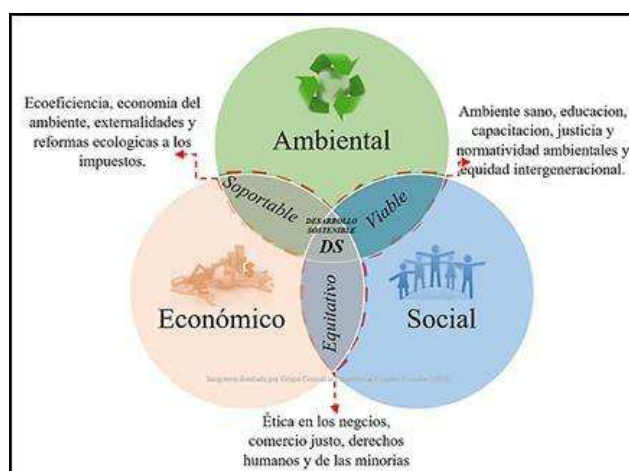 Ambiental
Ecoeficiencia, economia del
ambiente, externalidades y
reformas ecologicas a los
impuestos.
Ambiente sano, educacion,
capacitacion, justicia y
normatividad ambientales y
equidad intergeneracional.
Soportable
Viable
DESARROLLO
SOSTENIBLE
DS
Económico
Equitativo
Social
Ética en los negcios,
comercio justo, derechos
humanos y de las minorias